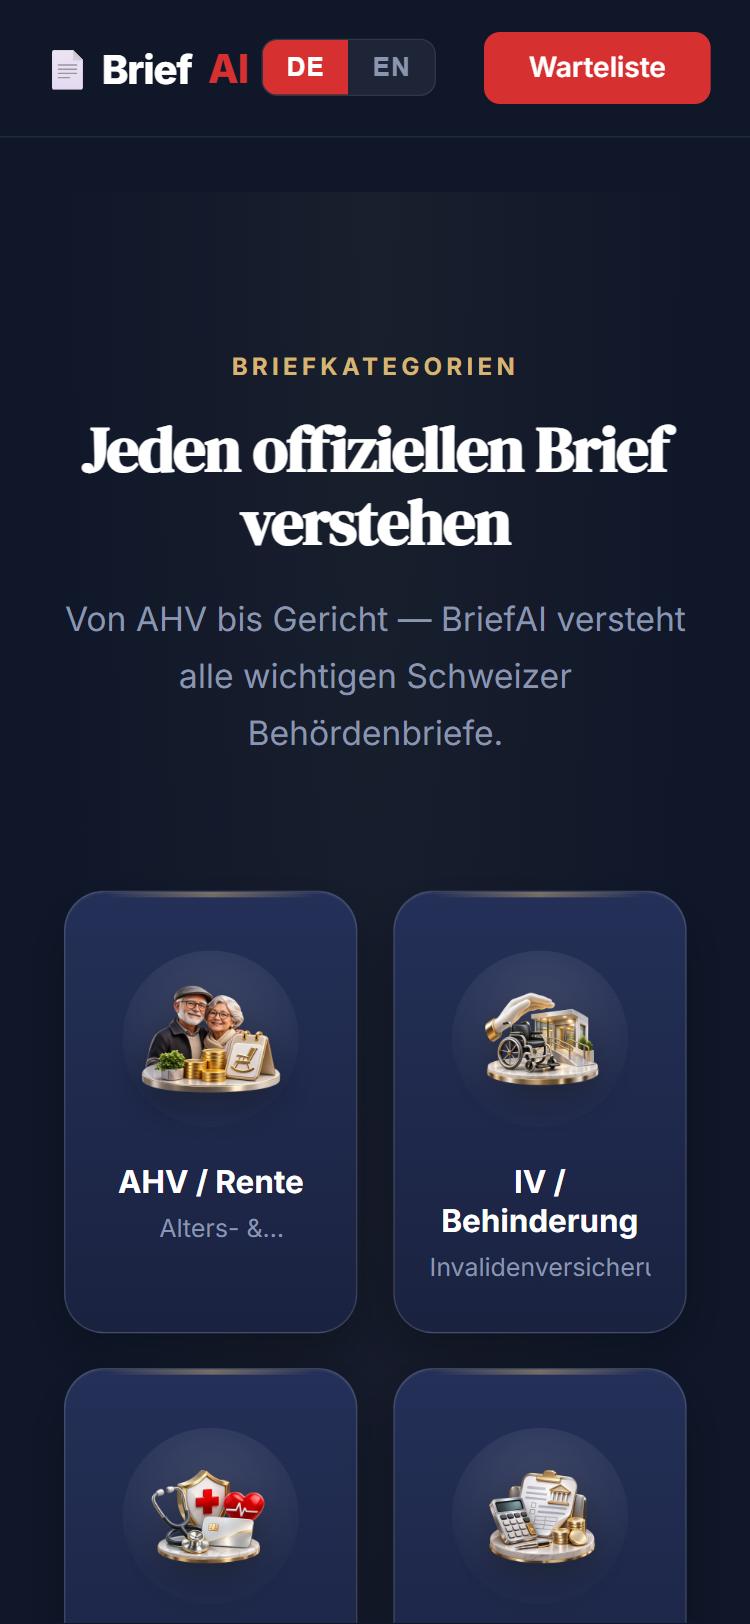 Brief AI DE EN Warteliste
BRIEFKATEGORIEN
Jeden offiziellen Brief
verstehen
Von AHV bis Gericht — BriefAI versteht
alle wichtigen Schweizer
Behördenbriefe.
AHV / Rente
Alters- &...
IV /
Behinderung
Invalidenversicheru